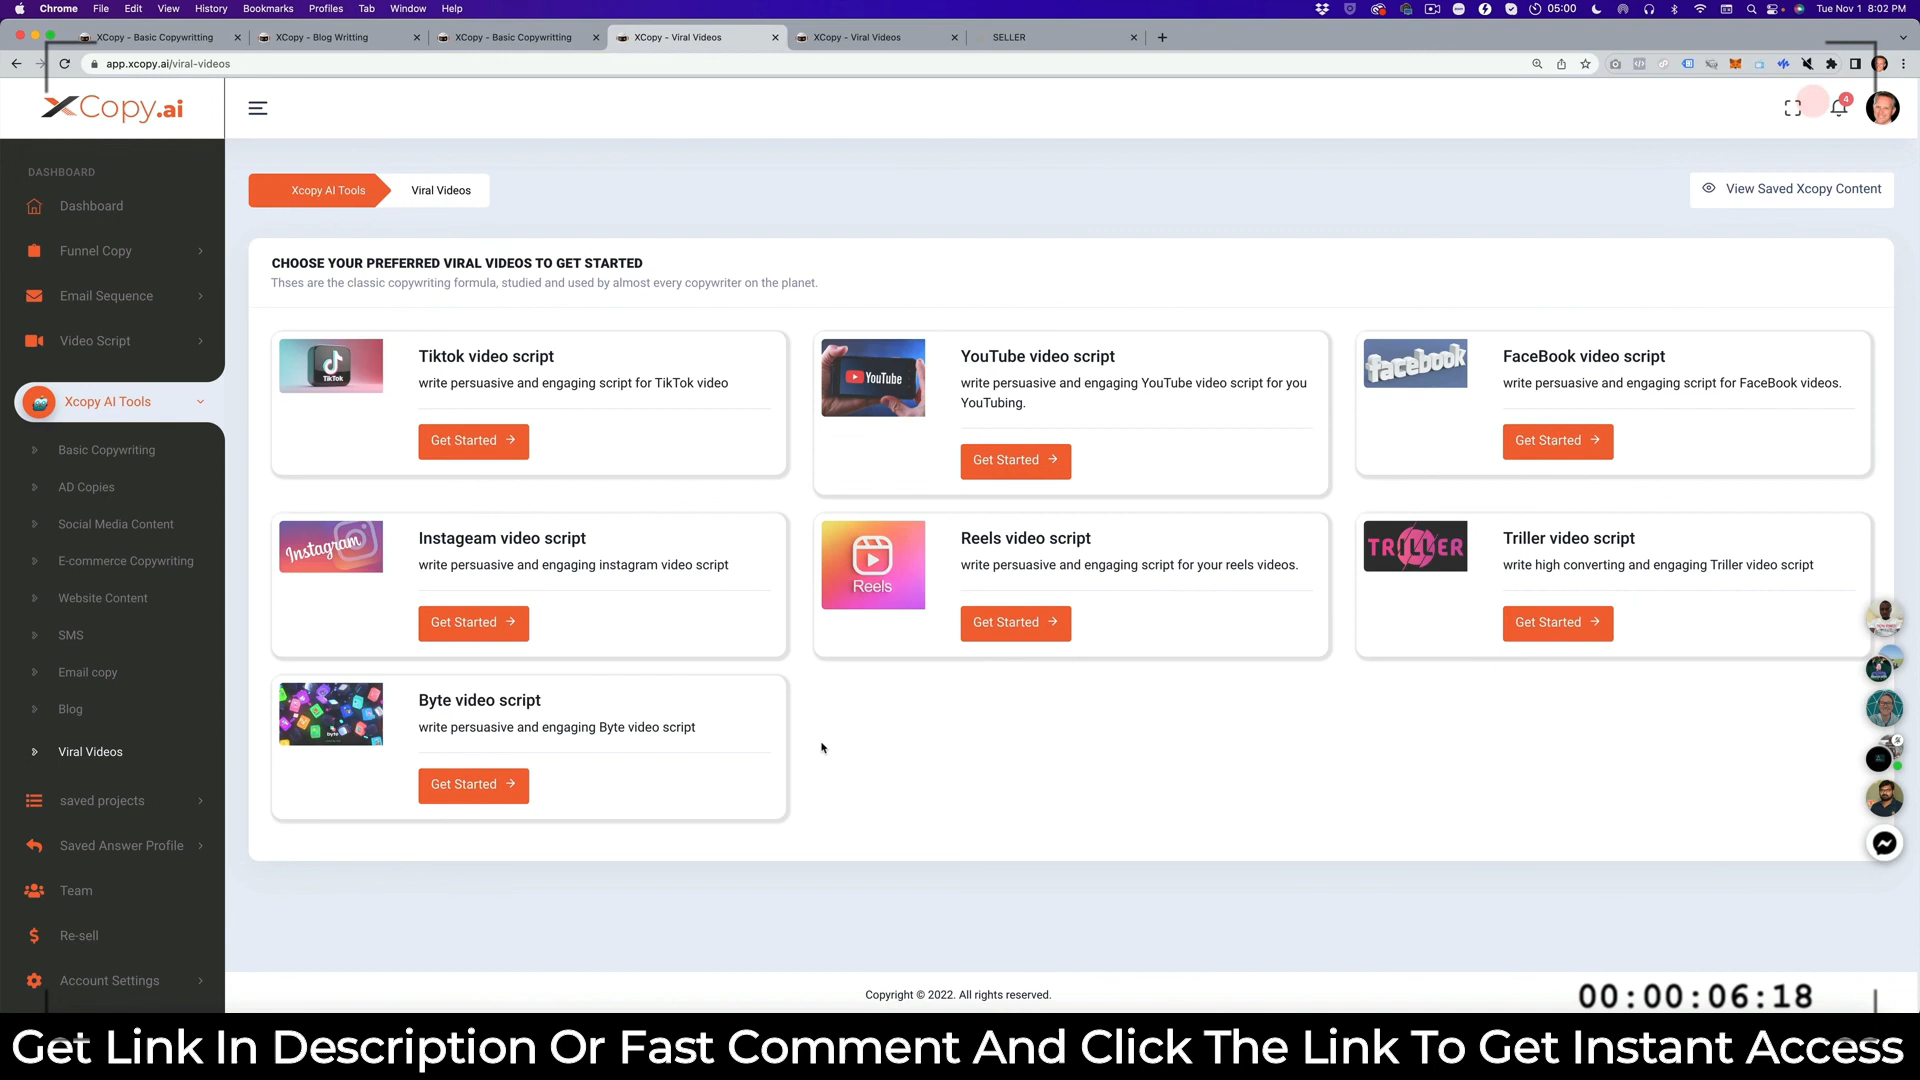 Chrome File Edit View History Bookmarks Profiles Tab Window Help
05:00 Tue Nov 1 8:02 PM
XCopy - Basic Copywritting XCopy - Blog Writting XCopy - Basic Copywritting XCopy - Viral Videos XCopy - Viral Videos SELLER
app.xcopy.ai/viral-videos
XCopy.ai
4
DASHBOARD
Dashboard
Funnel Copy
Email Sequence
Video Script
Xcopy AI Tools
Basic Copywriting
AD Copies
Social Media Content
E-commerce Copywriting
Website Content
SMS
Email copy
Blog
Viral Videos
saved projects
Saved Answer Profile
Team
Re-sell
Account Settings
Xcopy AI Tools Viral Videos
View Saved Xcopy Content
CHOOSE YOUR PREFERRED VIRAL VIDEOS TO GET STARTED
Thses are the classic copywriting formula, studied and used by almost every copywriter on the planet.
TikTok
Tiktok video script
write persuasive and engaging script for TikTok video
Get Started
YouTube
YouTube video script
write persuasive and engaging YouTube video script for you
YouTubing.
Get Started
facebook
FaceBook video script
write persuasive and engaging script for FaceBook videos.
Get Started
Instagram
Instageam video script
write persuasive and engaging instagram video script
Get Started
Reels
Reels video script
write persuasive and engaging script for your reels videos.
Get Started
TRILLER
Triller video script
write high converting and engaging Triller video script
Get Started
byte
Byte video script
write persuasive and engaging Byte video script
Get Started
Copyright © 2022. All rights reserved.
00:00:06:18
Get Link In Description Or Fast Comment And Click The Link To Get Instant Access